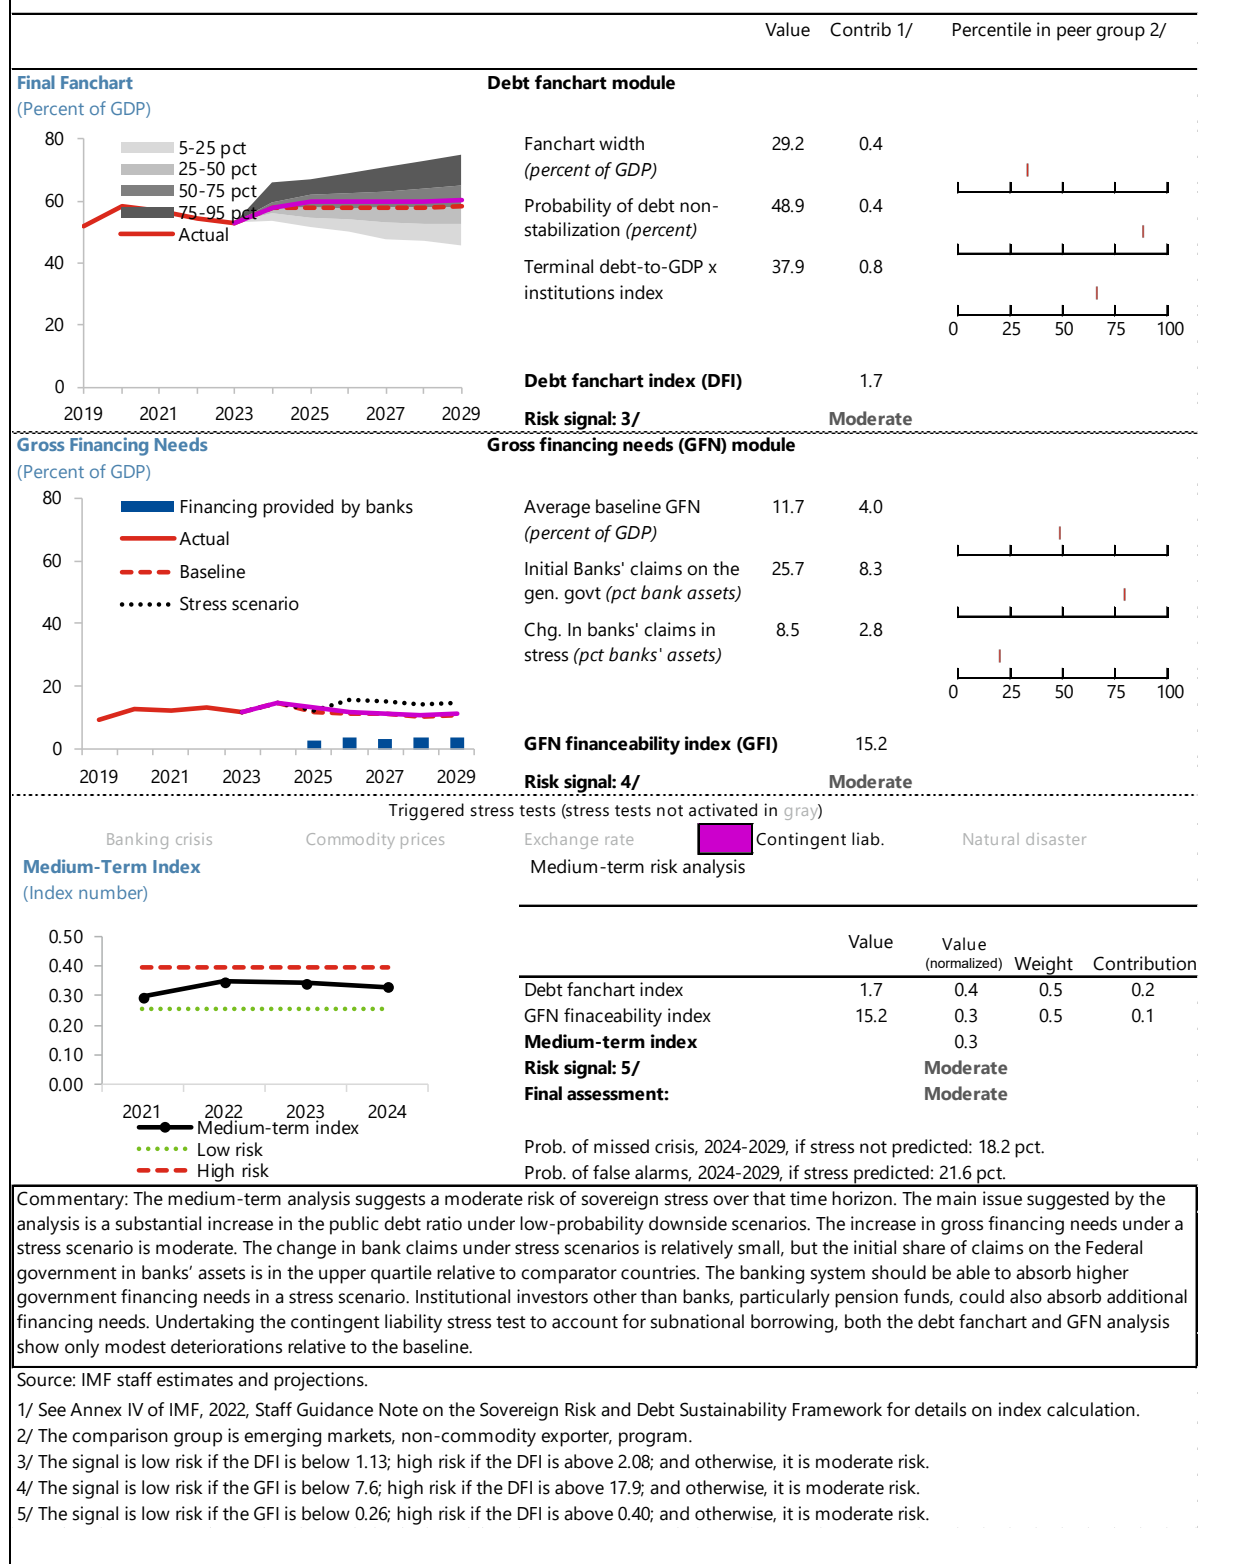 Value Contrib 1/ Percentile in peer group 2/
Final Fanchart
(Percent of GDP)
80
60
40
20
0
5-25 pct
25-50 pct
50-75 pct
75-95 pct
Actual
2019 2021 2023 2025 2027 2029
Debt fanchart module
Fanchart width 29.2 0.4
(percent of GDP)
Probability of debt non- 48.9 0.4
stabilization (percent)
Terminal debt-to-GDP x 37.9 0.8
institutions index
0 25 50 75 100
Debt fanchart index (DFI) 1.7
Risk signal: 3/ Moderate
Gross Financing Needs
(Percent of GDP)
80
60
40
20
0
Financing provided by banks
Actual
Baseline
Stress scenario
2019 2021 2023 2025 2027 2029
Gross financing needs (GFN) module
Average baseline GFN 11.7 4.0
(percent of GDP)
Initial Banks' claims on the 25.7 8.3
gen. govt (pct bank assets)
Chg. In banks' claims in 8.5 2.8
stress (pct banks' assets)
0 25 50 75 100
GFN financeability index (GFI) 15.2
Risk signal: 4/ Moderate
Triggered stress tests (stress tests not activated in gray)
Banking crisis Commodity prices Exchange rate Contingent liab. Natural disaster
Medium-Term Index
(Index number)
0.50
0.40
0.30
0.20
0.10
0.00
2021 2022 2023 2024
Medium-term index
Low risk
High risk
Medium-term risk analysis
Value Value
(normalized) Weight Contribution
Debt fanchart index 1.7 0.4 0.5 0.2
GFN finaceability index 15.2 0.3 0.5 0.1
Medium-term index 0.3
Risk signal: 5/ Moderate
Final assessment: Moderate
Prob. of missed crisis, 2024-2029, if stress not predicted: 18.2 pct.
Prob. of false alarms, 2024-2029, if stress predicted: 21.6 pct.
Commentary: The medium-term analysis suggests a moderate risk of sovereign stress over that time horizon. The main issue suggested by the
analysis is a substantial increase in the public debt ratio under low-probability downside scenarios. The increase in gross financing needs under a
stress scenario is moderate. The change in bank claims under stress scenarios is relatively small, but the initial share of claims on the Federal
government in banks’ assets is in the upper quartile relative to comparator countries. The banking system should be able to absorb higher
government financing needs in a stress scenario. Institutional investors other than banks, particularly pension funds, could also absorb additional
financing needs. Undertaking the contingent liability stress test to account for subnational borrowing, both the debt fanchart and GFN analysis
show only modest deteriorations relative to the baseline.
Source: IMF staff estimates and projections.
1/ See Annex IV of IMF, 2022, Staff Guidance Note on the Sovereign Risk and Debt Sustainability Framework for details on index calculation.
2/ The comparison group is emerging markets, non-commodity exporter, program.
3/ The signal is low risk if the DFI is below 1.13; high risk if the DFI is above 2.08; and otherwise, it is moderate risk.
4/ The signal is low risk if the GFI is below 7.6; high risk if the DFI is above 17.9; and otherwise, it is moderate risk.
5/ The signal is low risk if the GFI is below 0.26; high risk if the DFI is above 0.40; and otherwise, it is moderate risk.